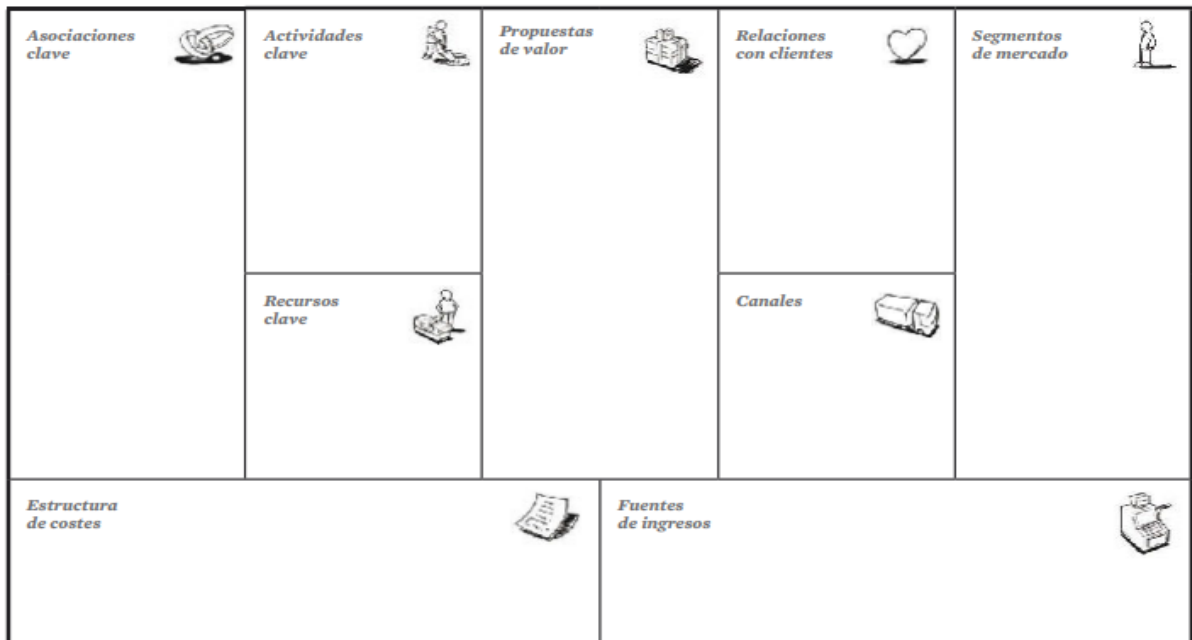 Asociaciones
clave
Actividades
clave
Propuestas
de valor
Relaciones
con clientes
Segmentos
de mercado
Recursos
clave
Canales
Estructura
de costes
Fuentes
de ingresos